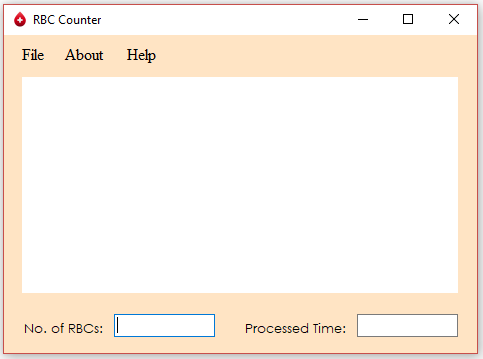 RBC Counter
File About Help
No. of RBCs: Processed Time: